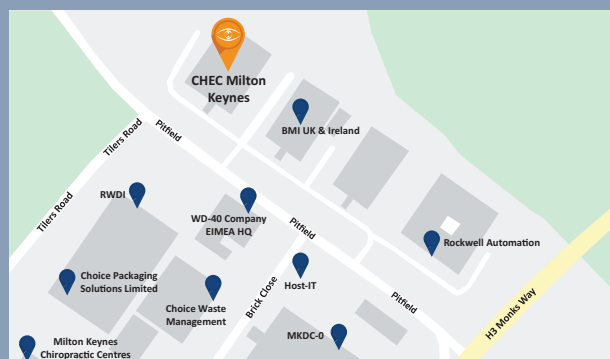 CHEC Milton
Keynes
BMI UK & Ireland
Tilers Road
Pitfield
RWDI
WD-40 Company
EIMEA HQ
Pitfield
Rockwell Automation
Tilers Road
Choice Packaging
Solutions Limited
Host-IT
Choice Waste
Management
Brick Close
Pitfield
H3 Monks Way
MKDC-0
Milton Keynes
Chiropractic Centres